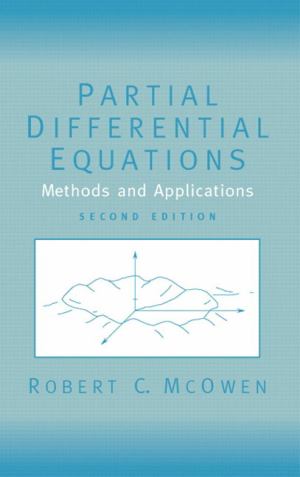 PARTIAL
DIFFERENTIAL
EQUATIONS
Methods and Applications
SECOND EDITION
ROBERT C. MCOWEN